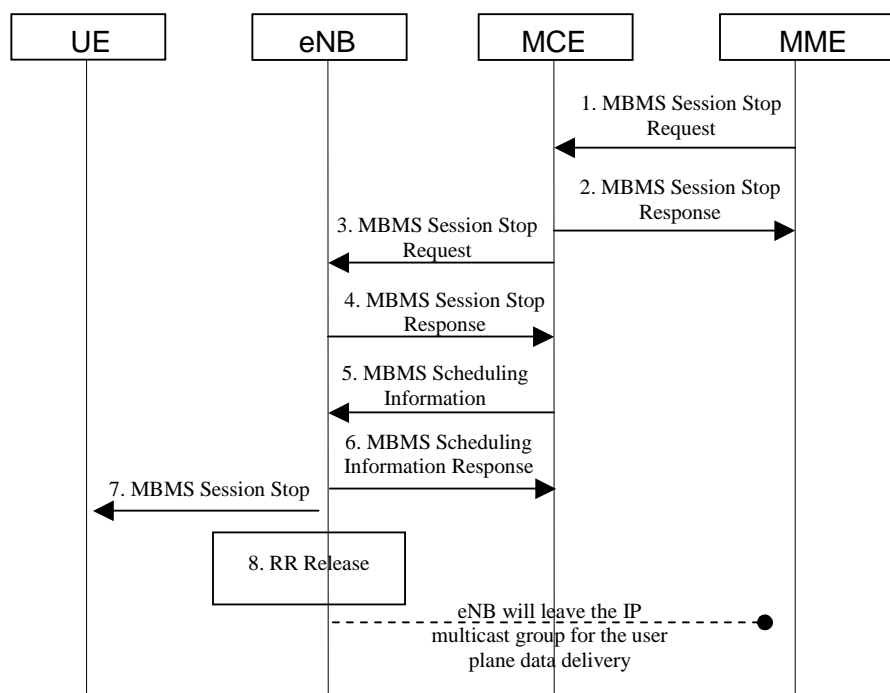 UE
eNB
MCE
MME
1. MBMS Session Stop
Request
2. MBMS Session Stop
Response
3. MBMS Session Stop
Request
4. MBMS Session Stop
Response
5. MBMS Scheduling
Information
6. MBMS Scheduling
Information Response
7. MBMS Session Stop
8. RR Release
eNB will leave the IP
multicast group for the user
plane data delivery